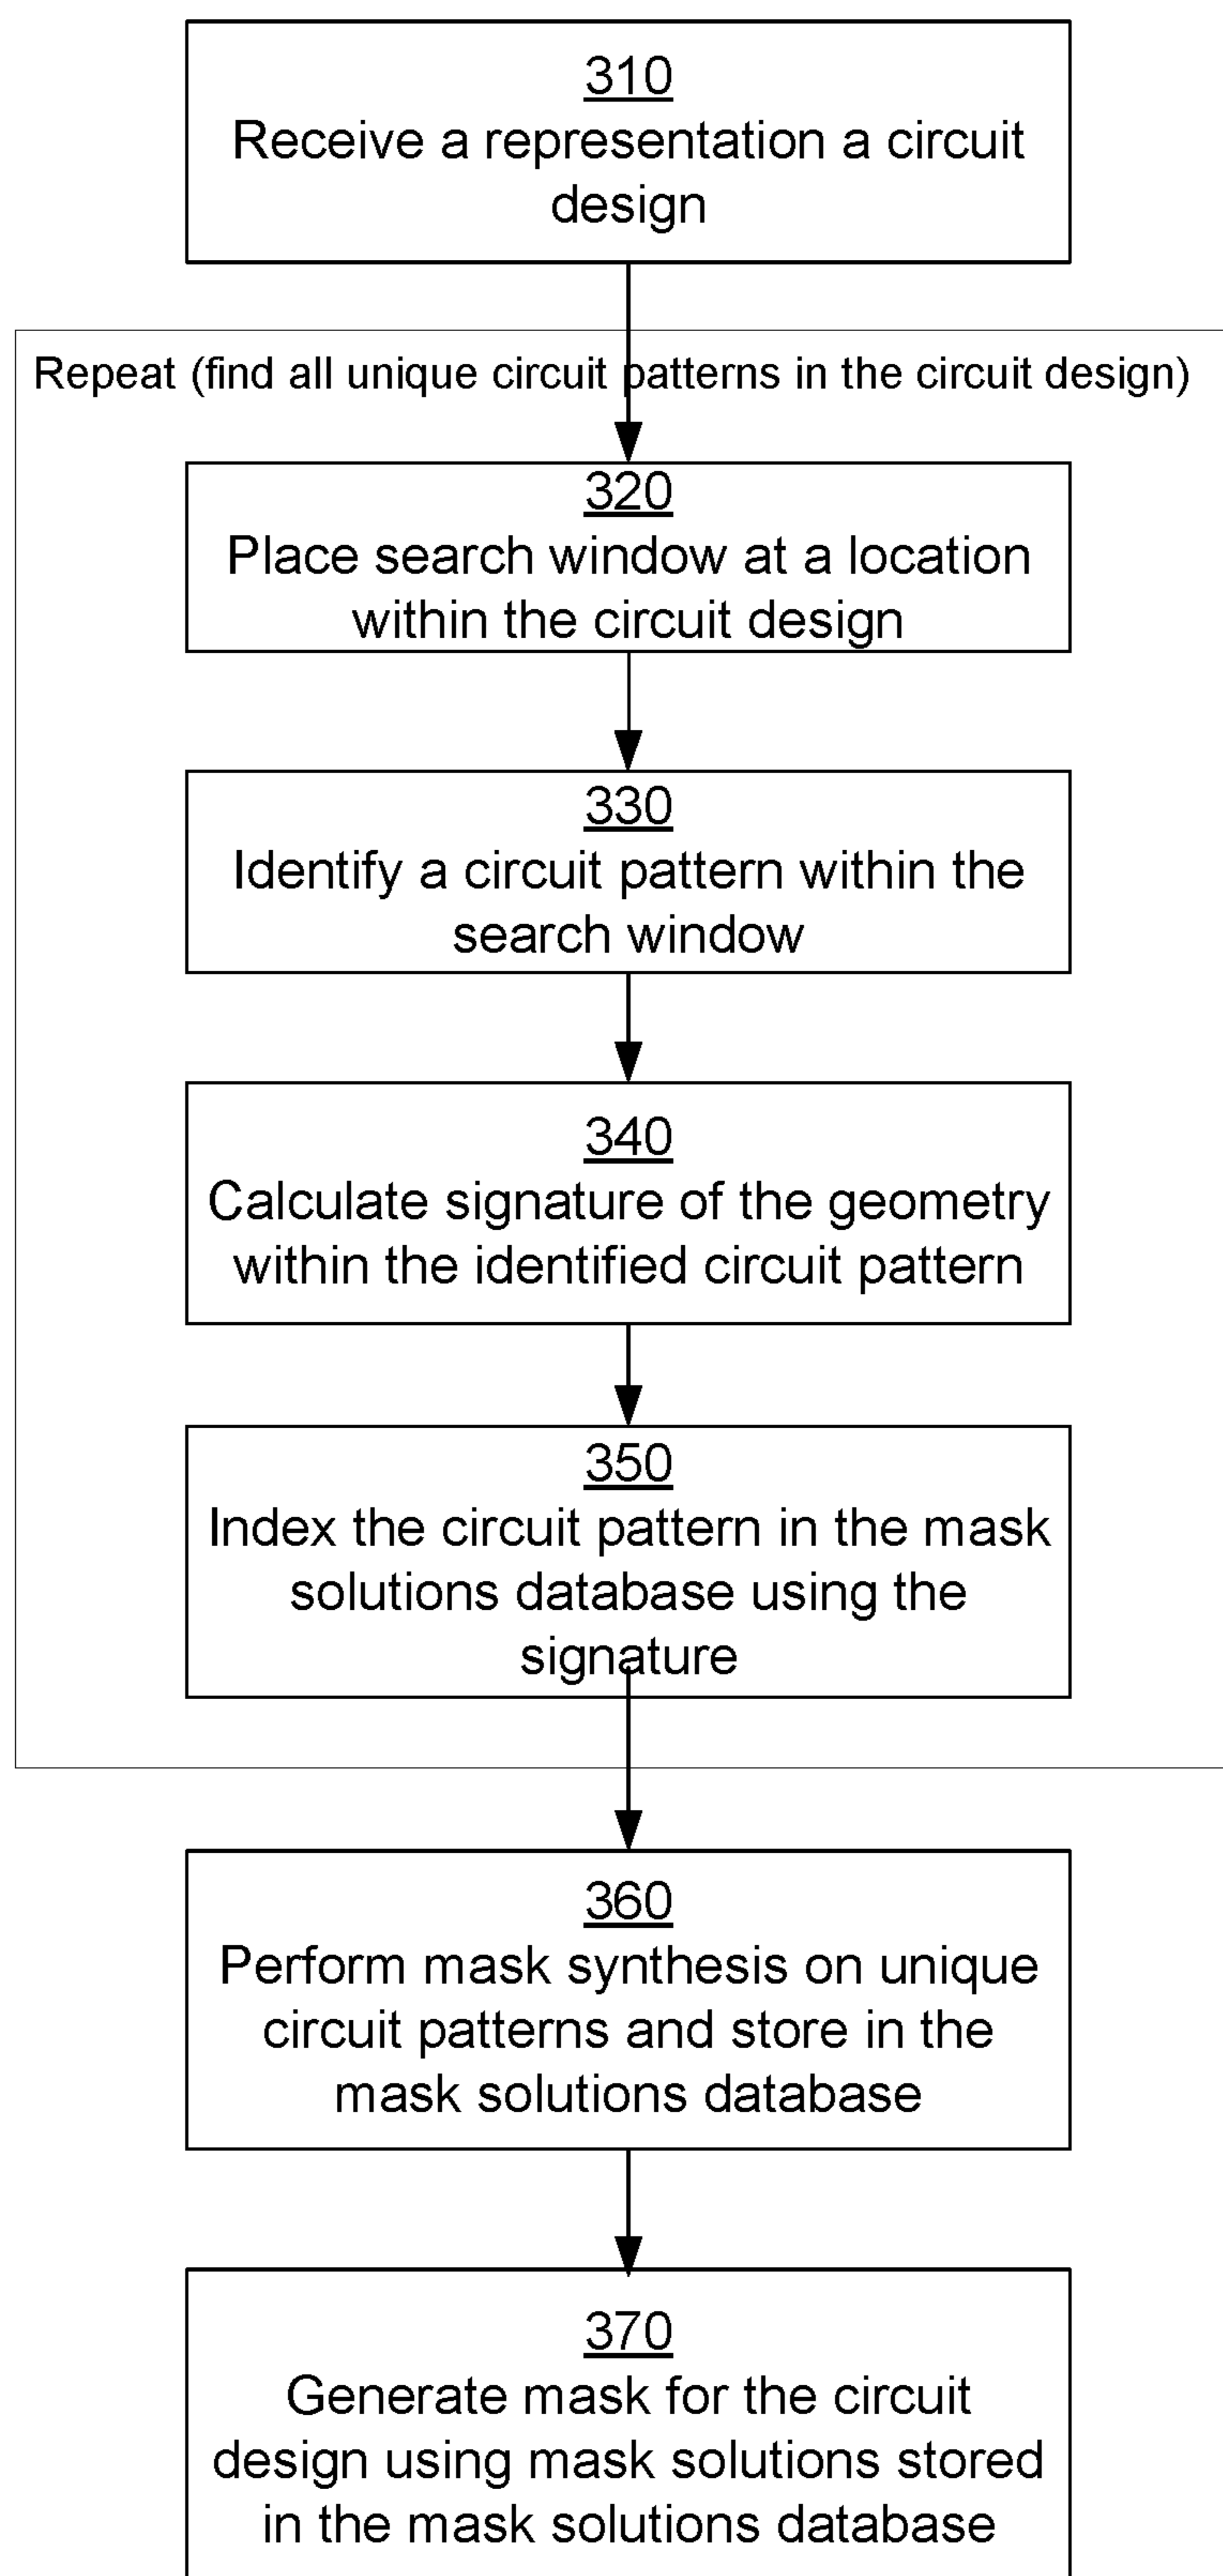 310
Receive a representation a circuit
design
Repeat (find all unique circuit patterns in the circuit design)
320
Place search window at a location
within the circuit design
330
Identify a circuit pattern within the
search window
340
Calculate signature of the geometry
within the identified circuit pattern
350
Index the circuit pattern in the mask
solutions database using the
signature
360
Perform mask synthesis on unique
circuit patterns and store in the
mask solutions database
370
Generate mask for the circuit
design using mask solutions stored
in the mask solutions database